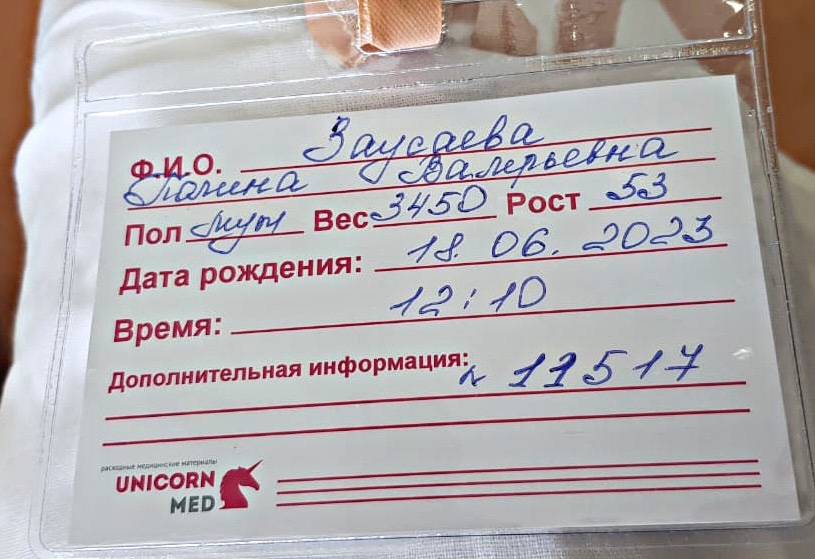 Ф.И.О. Заусаева
Галина Валерьевна
Пол муж Вес 3450 Рост 53
Дата рождения: 18. 06. 2023
Время: 12:10
Дополнительная информация: № 11517
расходные медицинские материалы
UNICORN
MED